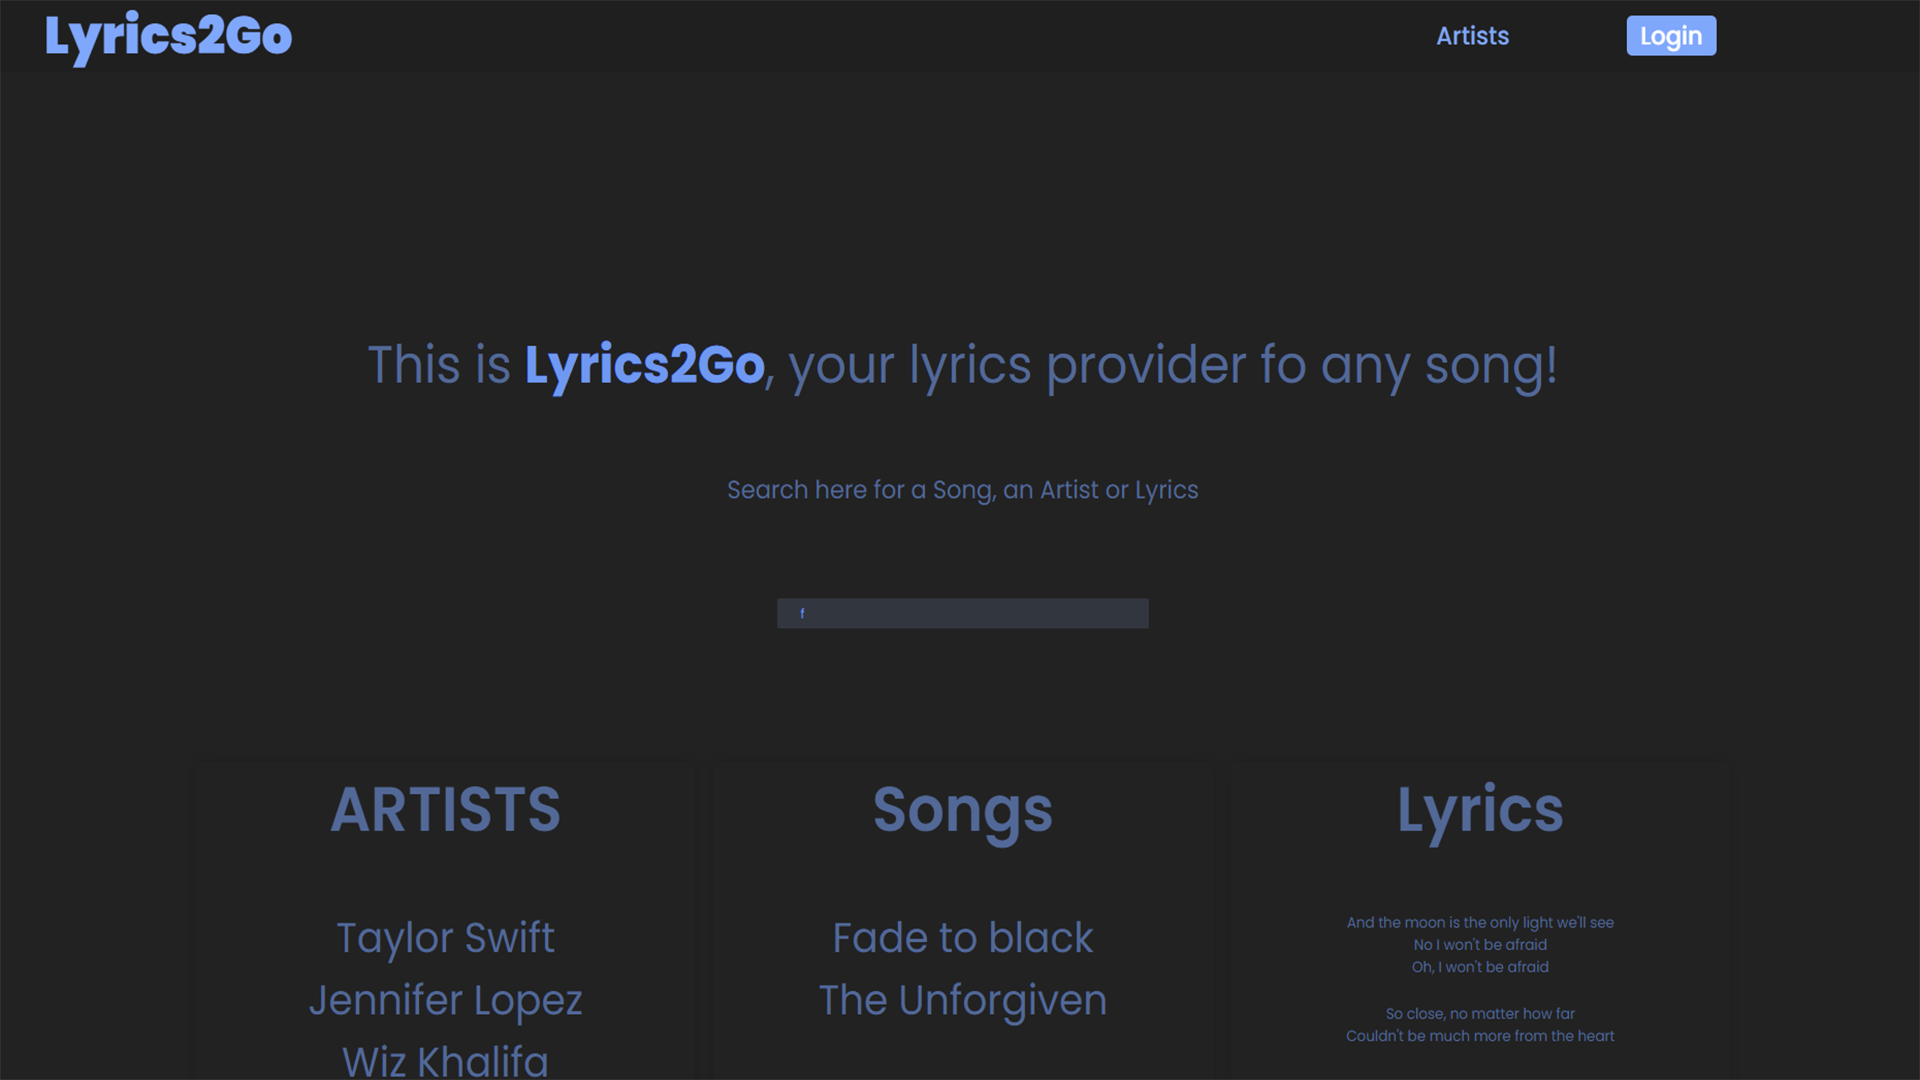 Lyrics2Go
Artists
Login
This is Lyrics2Go, your lyrics provider fo any song!
Search here for a Song, an Artist or Lyrics
f
ARTISTS
Taylor Swift
Jennifer Lopez
Wiz Khalifa
Songs
Fade to black
The Unforgiven
Lyrics
And the moon is the only light we'll see
No I won't be afraid
Oh, I won't be afraid
So close, no matter how far
Couldn't be much more from the heart